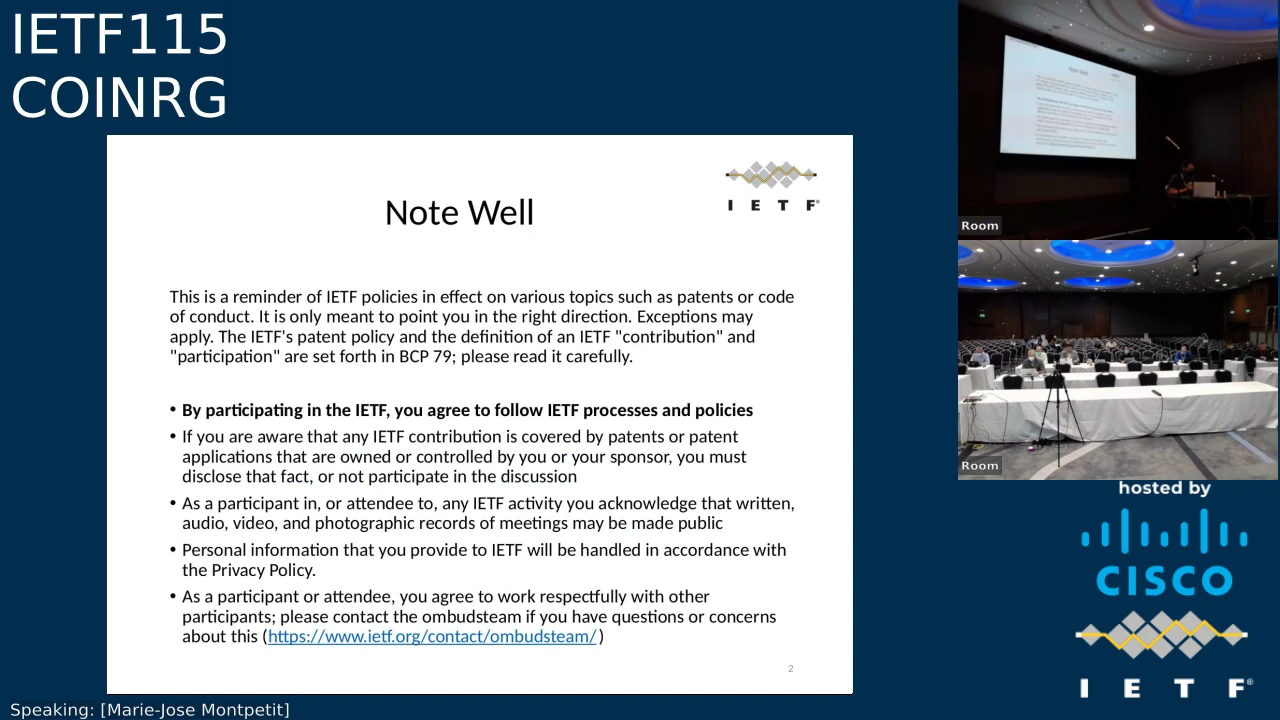 IETF115
COINRG
Note Well
I E T F®
This is a reminder of IETF policies in effect on various topics such as patents or code
of conduct. It is only meant to point you in the right direction. Exceptions may
apply. The IETF's patent policy and the definition of an IETF "contribution" and
"participation" are set forth in BCP 79; please read it carefully.
• By participating in the IETF, you agree to follow IETF processes and policies
• If you are aware that any IETF contribution is covered by patents or patent
applications that are owned or controlled by you or your sponsor, you must
disclose that fact, or not participate in the discussion
• As a participant in, or attendee to, any IETF activity you acknowledge that written,
audio, video, and photographic records of meetings may be made public
• Personal information that you provide to IETF will be handled in accordance with
the Privacy Policy.
• As a participant or attendee, you agree to work respectfully with other
participants; please contact the ombudsteam if you have questions or concerns
about this (https://www.ietf.org/contact/ombudsteam/)
2
Note Well
Room
Room
hosted by
CISCO
I E T F®
Speaking: [Marie-Jose Montpetit]